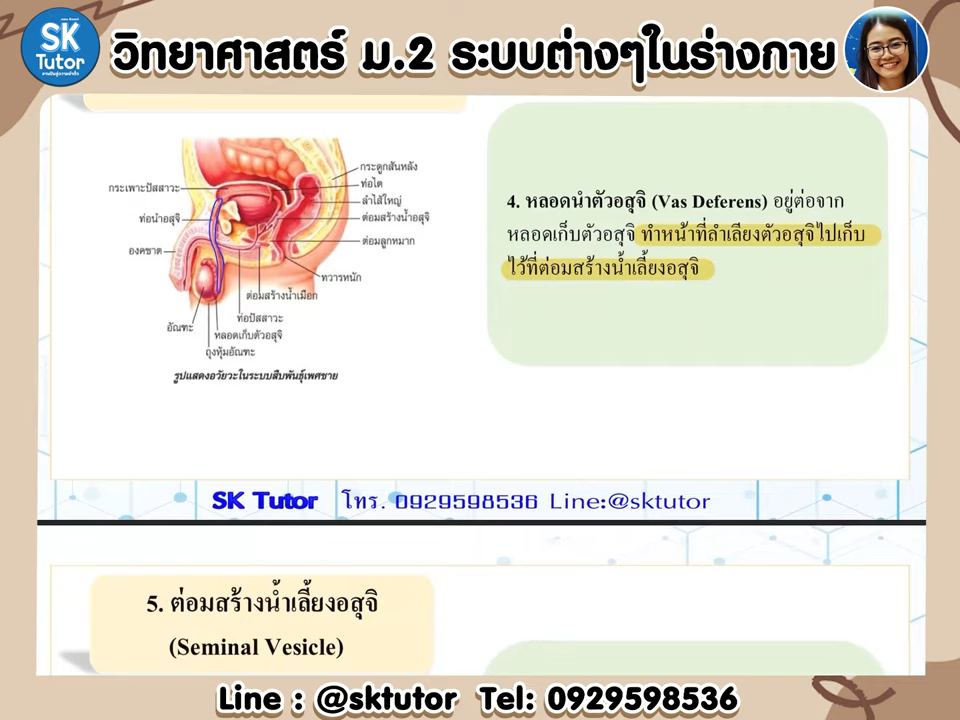 SK
Tutor
วิทยาศาสตร์ ม.2 ระบบต่างๆในร่างกาย
กระดูกสันหลัง
กระเพาะปัสสาวะ
ท่อไต
ลำไส้ใหญ่
ท่อนำอสุจิ
ต่อมสร้างน้ำอสุจิ
องคชาต
ต่อมลูกหมาก
ทวารหนัก
ต่อมสร้างน้ำเมือก
ท่อปัสสาวะ
อัณฑะ
หลอดเก็บตัวอสุจิ
ถุงหุ้มอัณฑะ
รูปแสดงอวัยวะในระบบสืบพันธุ์เพศชาย
4. หลอดนำตัวอสุจิ (Vas Deferens) อยู่ต่อจาก
หลอดเก็บตัวอสุจิ ทำหน้าที่ลำเลียงตัวอสุจิไปเก็บ
ไว้ที่ต่อมสร้างน้ำเลี้ยงอสุจิ
SK Tutor โทร. 0929598536 Line:@sktutor
5. ต่อมสร้างน้ำเลี้ยงอสุจิ
(Seminal Vesicle)
Line : @sktutor Tel: 0929598536